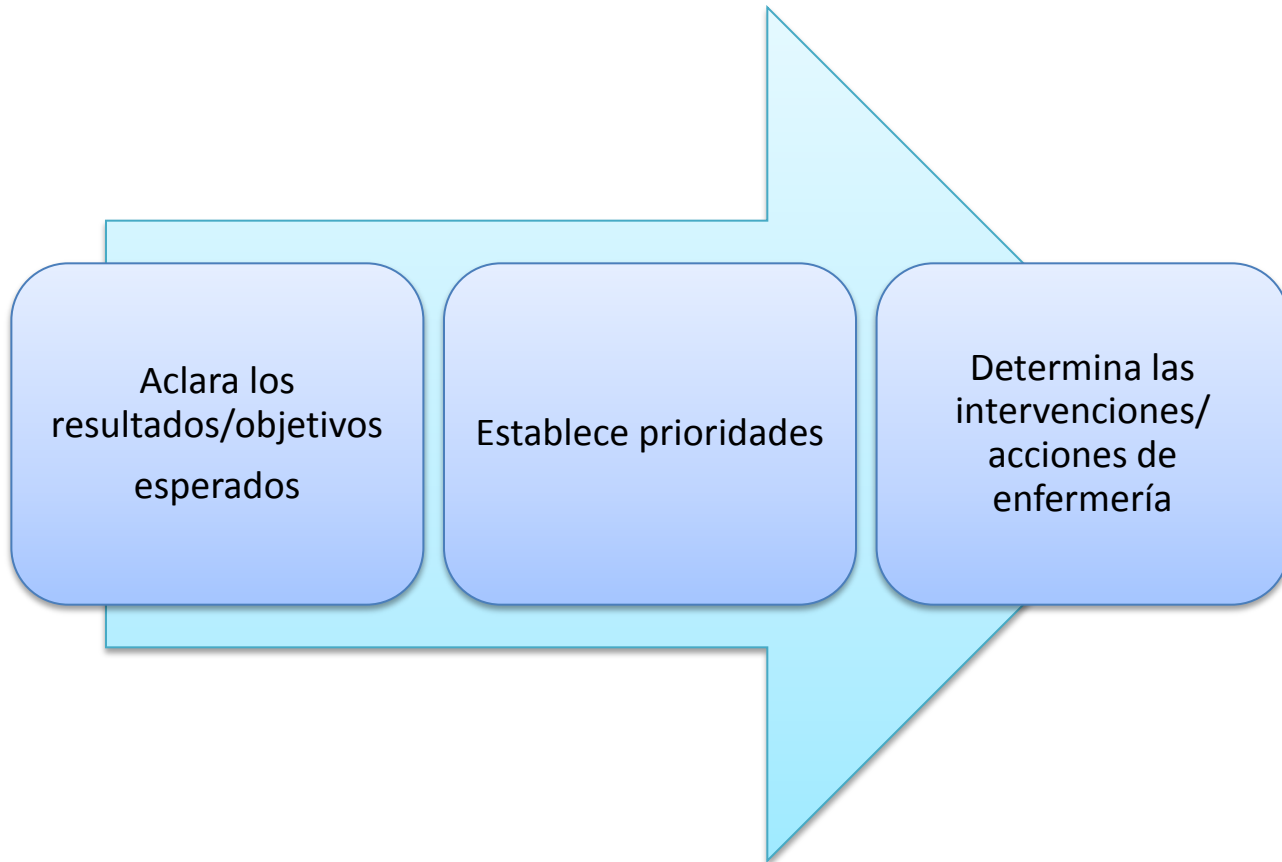 Aclara los
resultados/objetivos
esperados
Establece prioridades
Determina las
intervenciones/
acciones de
enfermería